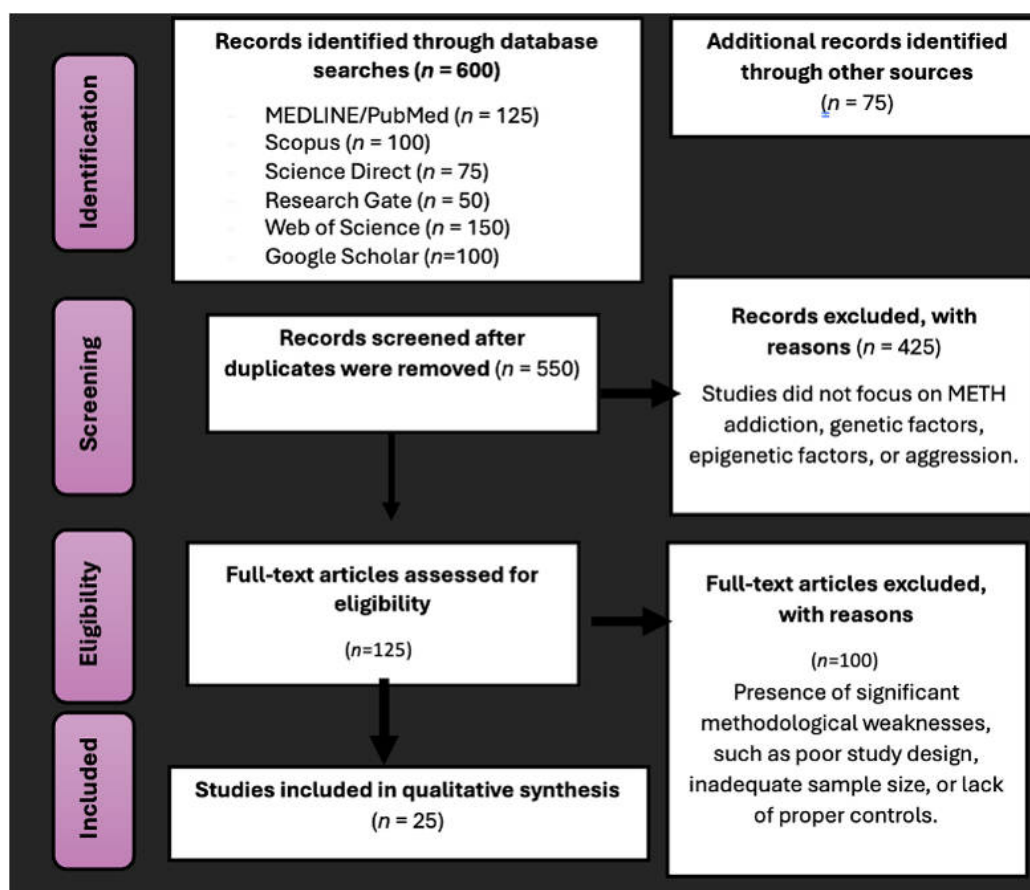 Identification
Records identified through database
searches (n = 600)
MEDLINE/PubMed (n = 125)
Scopus (n = 100)
Science Direct (n = 75)
Research Gate (n = 50)
Web of Science (n = 150)
Google Scholar (n=100)
Additional records identified
through other sources
(n = 75)
Screening
Records screened after
duplicates were removed (n = 550)
Records excluded, with
reasons (n = 425)
Studies did not focus on METH
addiction, genetic factors,
epigenetic factors, or aggression.
Eligibility
Full-text articles assessed for
eligibility
(n=125)
Full-text articles excluded,
with reasons
(n=100)
Presence of significant
methodological weaknesses,
such as poor study design,
inadequate sample size, or lack
of proper controls.
Included
Studies included in qualitative synthesis
(n = 25)